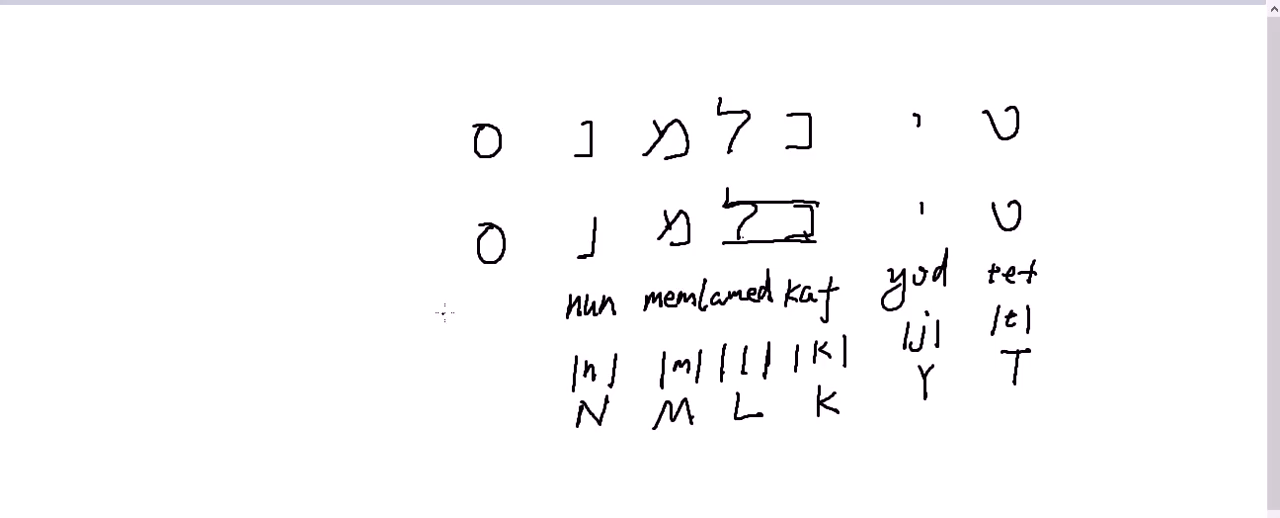 ט י כ ל מ נ ס
ט י כ ל מ נ ס
nun mem lamed kaf yod tet
/n/ /m/ /l/ /k/ /j/ /t/
N M L K Y T